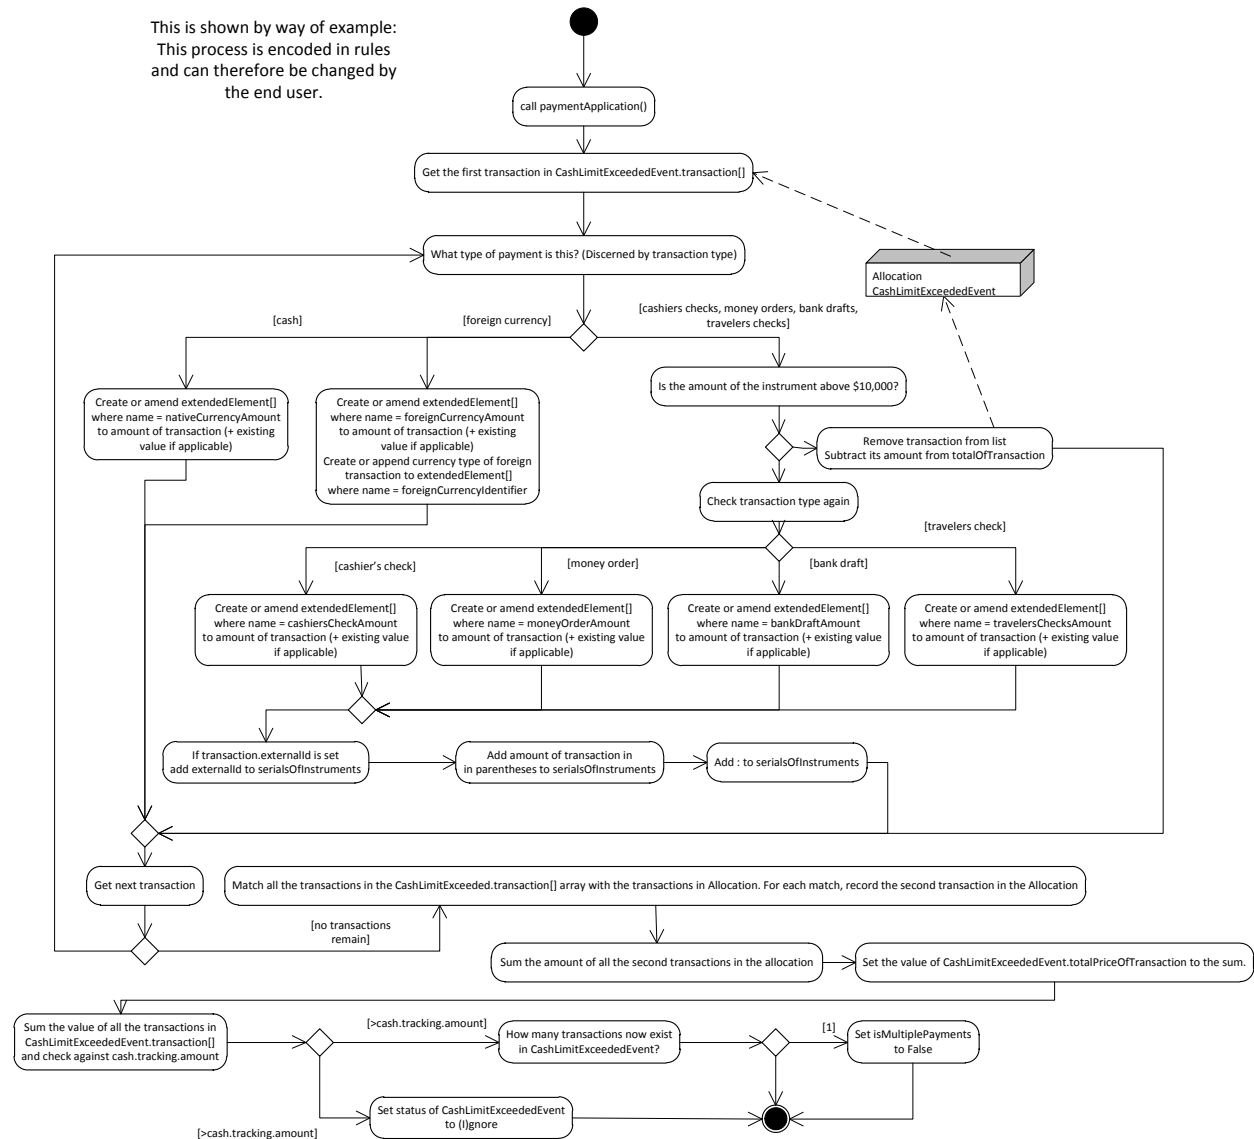 This is shown by way of example:
This process is encoded in rules
and can therefore be changed by
the end user.
call paymentApplication()
Get the first transaction in CashLimitExceededEvent.transaction[]
What type of payment is this? (Discerned by transaction type)
Allocation
CashLimitExceededEvent
[cash]
[foreign currency]
[cashiers checks, money orders, bank drafts,
travelers checks]
Is the amount of the instrument above $10,000?
Create or amend extendedElement[]
where name = nativeCurrencyAmount
to amount of transaction (+ existing
value if applicable)
Create or amend extendedElement[]
where name = foreignCurrencyAmount
to amount of transaction (+ existing
value if applicable)
Create or append currency type of foreign
transaction to extendedElement[]
where name = foreignCurrencyIdentifier
Remove transaction from list
Subtract its amount from totalOfTransaction
Check transaction type again
[cashier's check]
[money order]
[bank draft]
[travelers check]
Create or amend extendedElement[]
where name = cashiersCheckAmount
to amount of transaction (+ existing value
if applicable)
Create or amend extendedElement[]
where name = moneyOrderAmount
to amount of transaction (+ existing value
if applicable)
Create or amend extendedElement[]
where name = bankDraftAmount
to amount of transaction (+ existing value
if applicable)
Create or amend extendedElement[]
where name = travelersChecksAmount
to amount of transaction (+ existing value
if applicable)
If transaction.externalId is set
add externalId to serialsOfInstruments
Add amount of transaction in
in parentheses to serialsOfInstruments
Add : to serialsOfInstruments
Get next transaction
Match all the transactions in the CashLimitExceeded.transaction[] array with the transactions in Allocation. For each match, record the second transaction in the Allocation
[no transactions
remain]
Sum the amount of all the second transactions in the allocation
Set the value of CashLimitExceededEvent.totalPriceOfTransaction to the sum.
Sum the value of all the transactions in
CashLimitExceededEvent.transaction[]
and check against cash.tracking.amount
[>cash.tracking.amount]
How many transactions now exist
in CashLimitExceededEvent?
[1]
Set isMultiplePayments
to False
Set status of CashLimitExceededEvent
to (I)gnore
[>cash.tracking.amount]